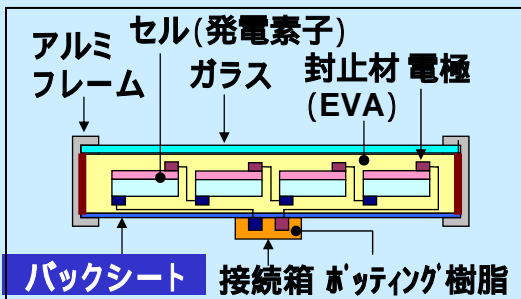 アルミ
フレーム
セル(発電素子)
ガラス
封止材
(EVA)
電極
バックシート
接続箱
ポッティング樹脂